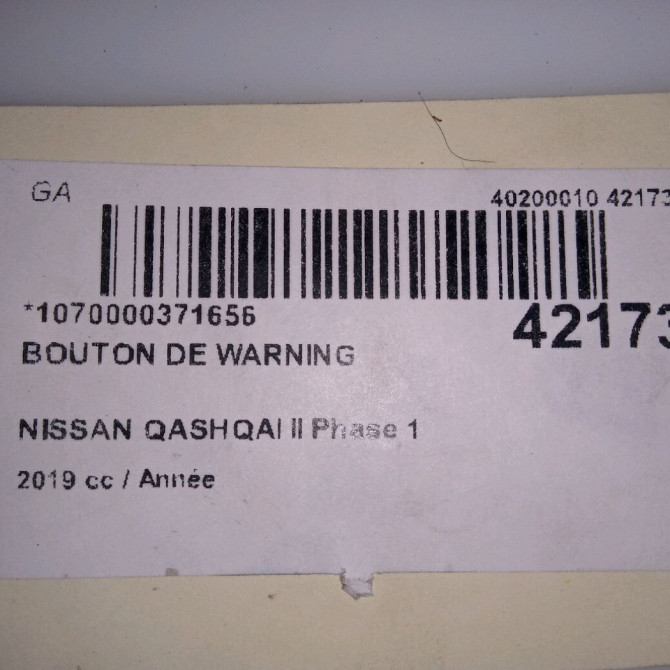 GA
40200010 42173
*1070000371656
42173
BOUTON DE WARNING
NISSAN QASHQAI II Phase 1
2019 cc / Année